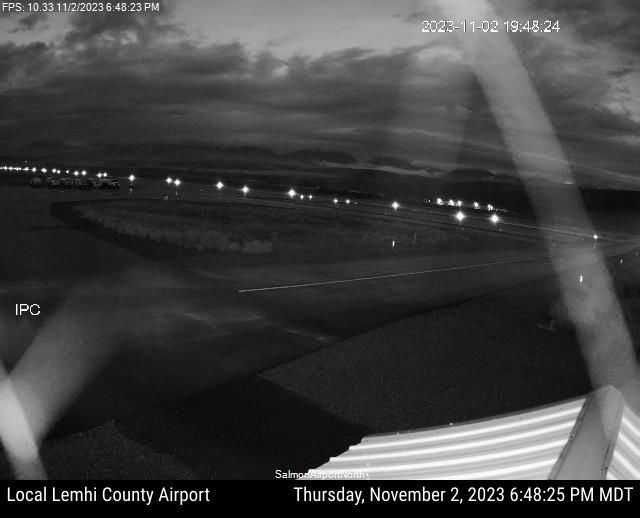 FPS: 10.33 11/2/2023 6:48:23 PM
2023-11-02 19:48:24
IPC
SalmonAirportNorth1
Local Lemhi County Airport
Thursday, November 2, 2023 6:48:25 PM MDT